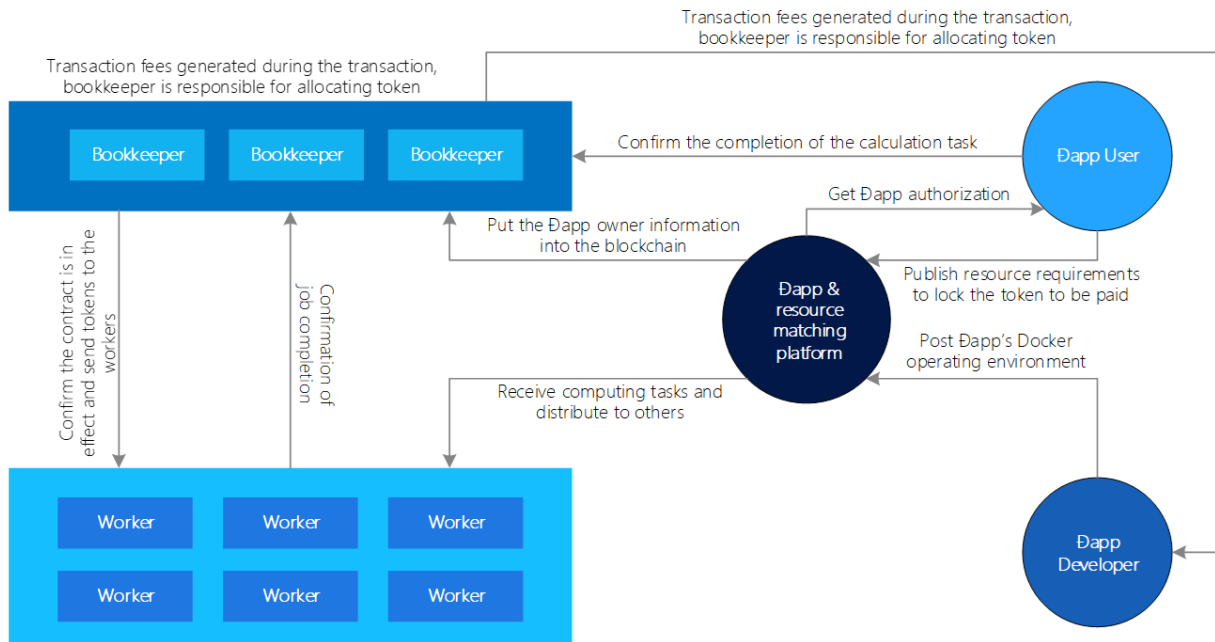 Transaction fees generated during the transaction,
bookkeeper is responsible for allocating token
Transaction fees generated during the transaction,
bookkeeper is responsible for allocating token
Bookkeeper
Bookkeeper
Bookkeeper
Confirm the completion of the calculation task
Đapp User
Get Đapp authorization
Put the Đapp owner information
into the blockchain
Publish resource requirements
to lock the token to be paid
Đapp &
resource
matching
platform
Confirm the contract is in
effect and send tokens to the
workers
Confirmation of
job completion
Post Đapp’s Docker
operating environment
Receive computing tasks and
distribute to others
Worker
Worker
Worker
Worker
Worker
Worker
Đapp
Developer